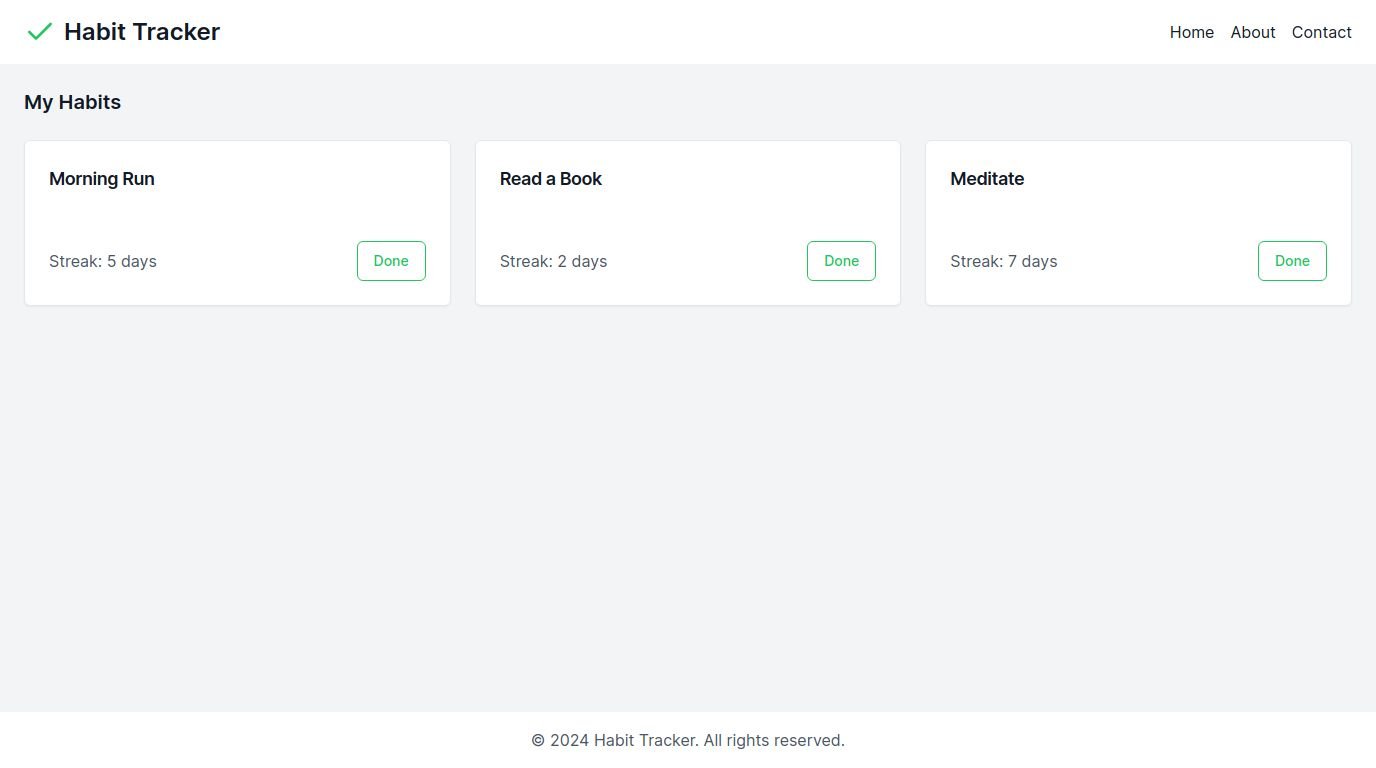 Habit Tracker
Home About Contact
My Habits
Morning Run
Streak: 5 days
Done
Read a Book
Streak: 2 days
Done
Meditate
Streak: 7 days
Done
© 2024 Habit Tracker. All rights reserved.